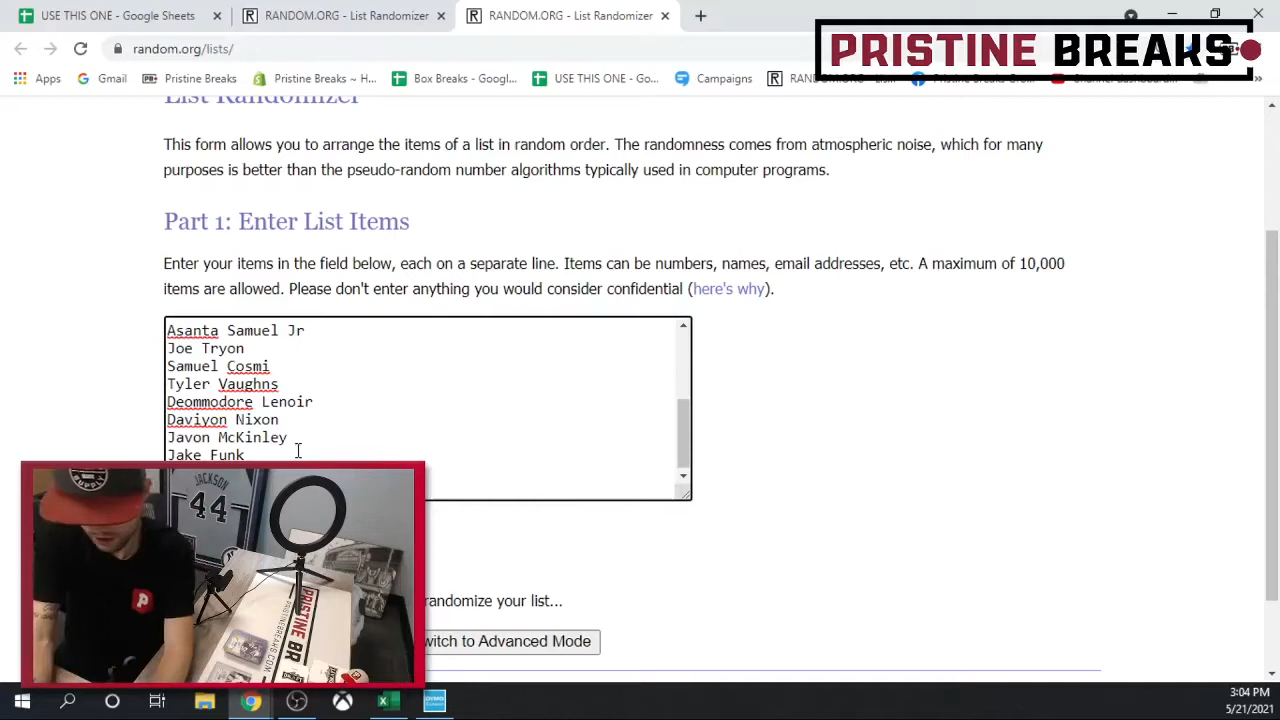 USE THIS ONE - Google Sheets
RANDOM.ORG - List Randomizer
RANDOM.ORG - List Randomizer
random.org/lists/
PRISTINE BREAKS
Apps
Gmail
Pristine Breaks
Pristine Breaks ~ H...
Box Breaks - Googl...
USE THIS ONE - Go...
Campaigns
List Randomizer
This form allows you to arrange the items of a list in random order. The randomness comes from atmospheric noise, which for many
purposes is better than the pseudo-random number algorithms typically used in computer programs.
Part 1: Enter List Items
Enter your items in the field below, each on a separate line. Items can be numbers, names, email addresses, etc. A maximum of 10,000
items are allowed. Please don't enter anything you would consider confidential (here's why).
Asanta Samuel Jr
Joe Tryon
Samuel Cosmi
Tyler Vaughns
Deommodore Lenoir
Daviyon Nixon
Javon McKinley
Jake Funk
JACKSON
44
SUPPLY
PRISTINE BR
PRISTINEBREAKS.COM
randomize your list...
witch to Advanced Mode
3:04 PM
5/21/2021